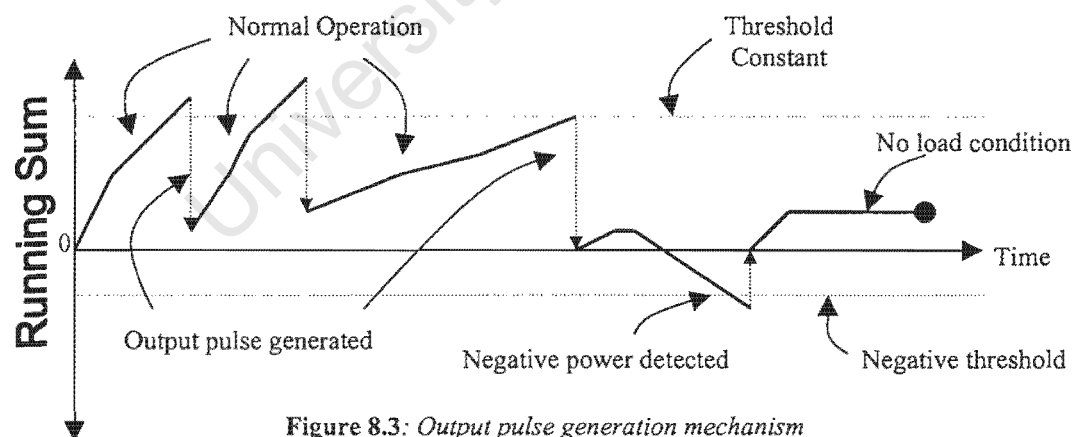 Normal Operation
Threshold
Constant
No load condition
Running Sum
0
Time
Output pulse generated
Negative power detected
Negative threshold
Figure 8.3: Output pulse generation mechanism
University